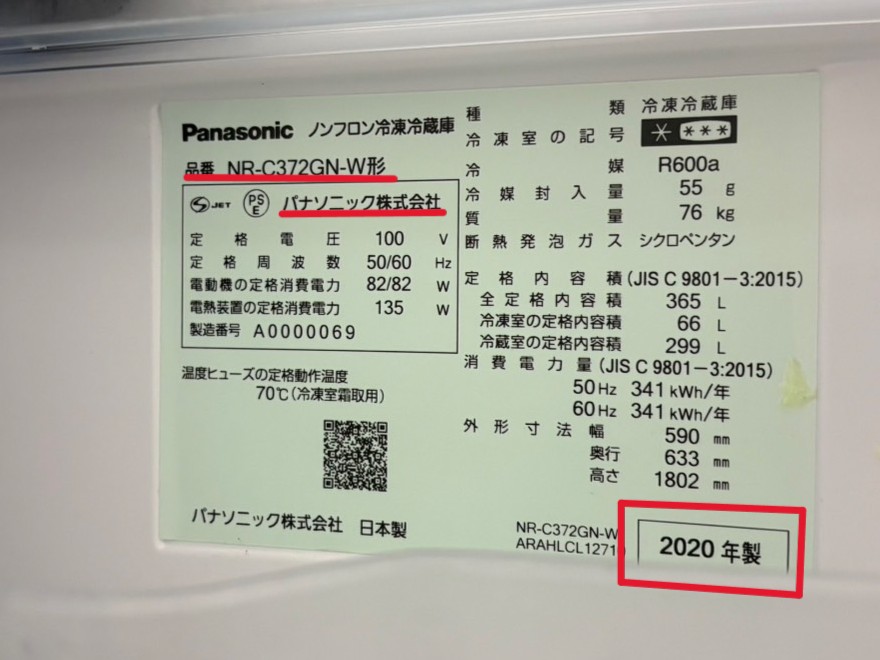 Panasonic ノンフロン冷凍冷蔵庫
品番 NR-C372GN-W形
S JET PSE パナソニック株式会社
定格電圧 100 V
定格周波数 50/60 Hz
電動機の定格消費電力 82/82 W
電熱装置の定格消費電力 135 W
製造番号 A0000069
温度ヒューズの定格動作温度
70℃(冷凍室霜取用)
パナソニック株式会社 日本製
種類 冷凍冷蔵庫
冷凍室の記号 * ***
冷媒 R600a
冷媒封入量 55 g
質量 76 kg
断熱発泡ガス シクロペンタン
定格内容積(JIS C 9801-3:2015)
全定格内容積 365 L
冷凍室の定格内容積 66 L
冷蔵室の定格内容積 299 L
消費電力量(JIS C 9801-3:2015)
50Hz 341 kWh/年
60Hz 341 kWh/年
外形寸法 幅 590 mm
奥行 633 mm
高さ 1802 mm
NR-C372GN-W
ARAHLCL12710
2020年製